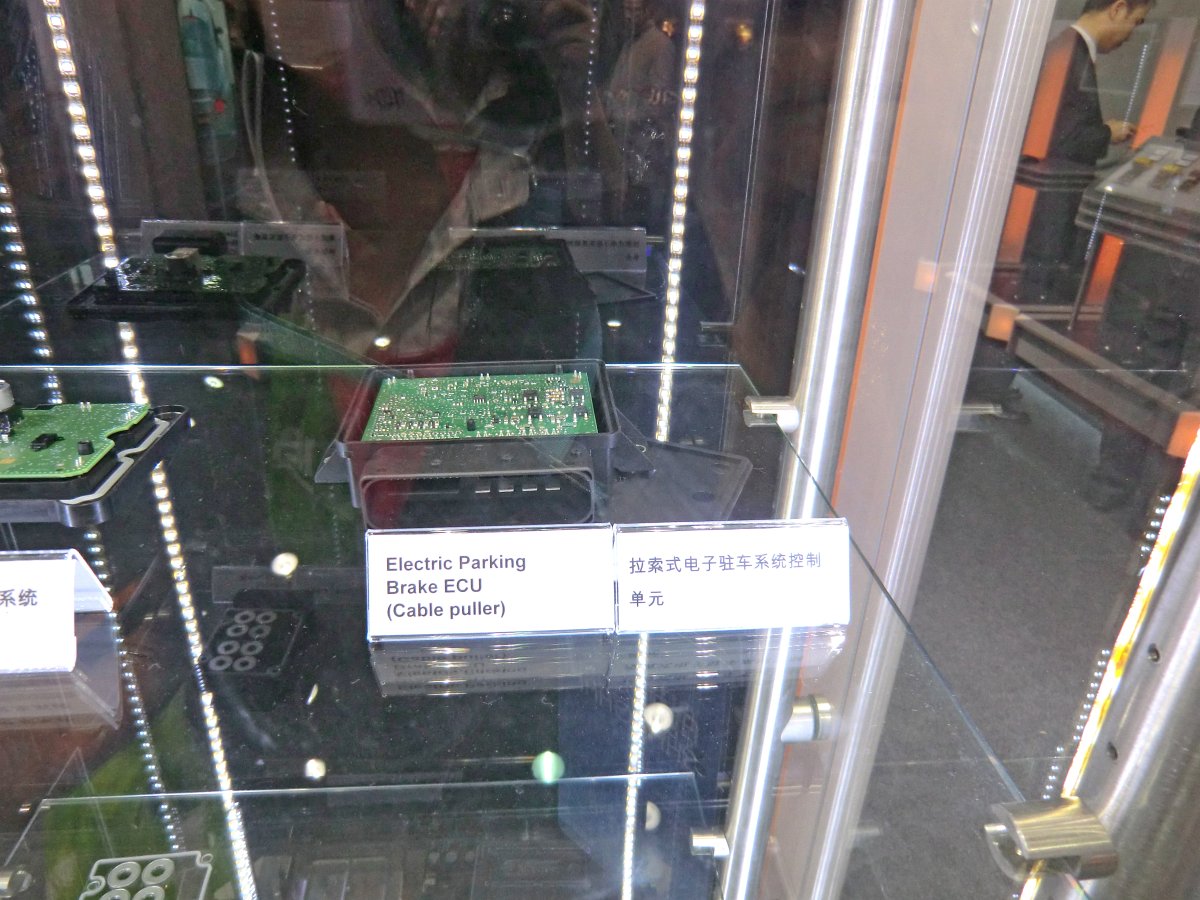 Electric Parking
Brake ECU
(Cable puller)
拉索式电子驻车系统控制
单元
系统